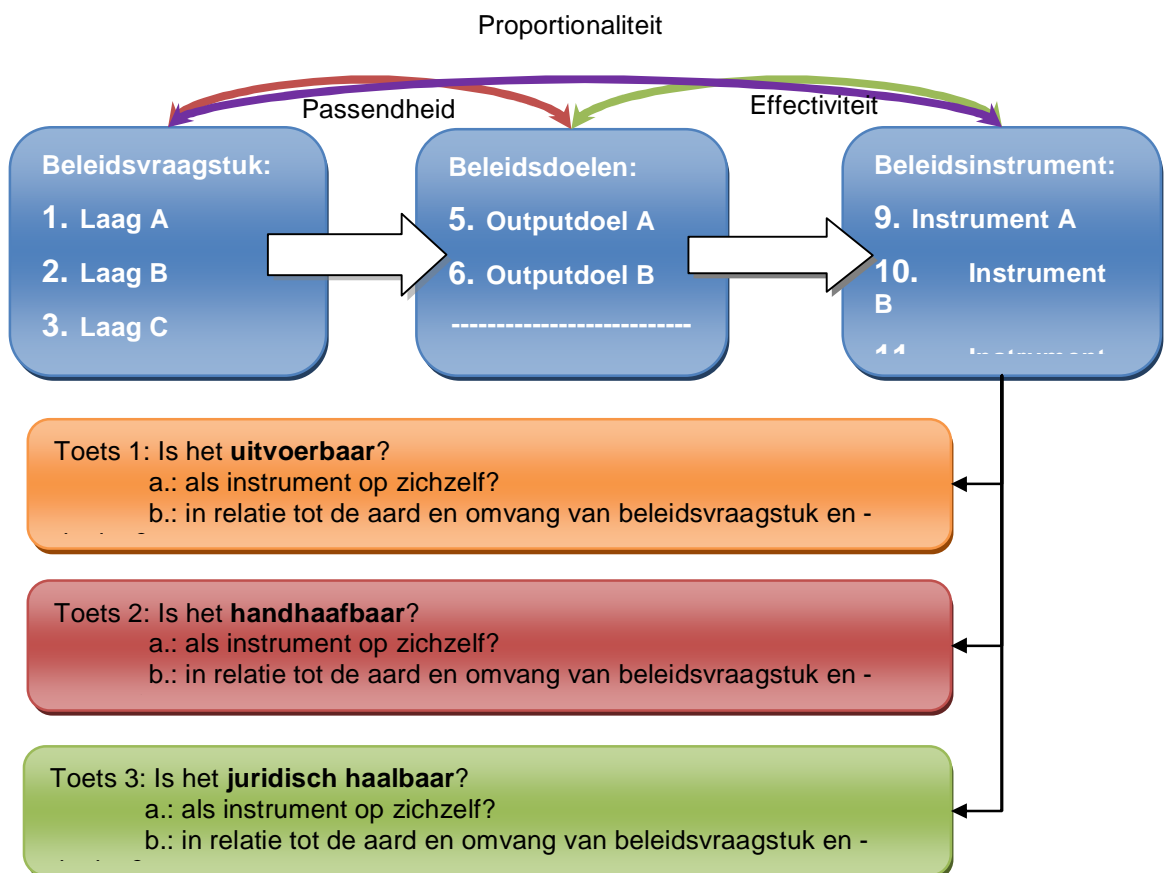 Proportionaliteit
Passendheid
Effectiviteit
Beleidsvraagstuk:
1. Laag A
2. Laag B
3. Laag C
Beleidsdoelen:
5. Outputdoel A
6. Outputdoel B
---------------------------
Beleidsinstrument:
9. Instrument A
10. Instrument
B
Toets 1: Is het uitvoerbaar?
a.: als instrument op zichzelf?
b.: in relatie tot de aard en omvang van beleidsvraagstuk en -
Toets 2: Is het handhaafbaar?
a.: als instrument op zichzelf?
b.: in relatie tot de aard en omvang van beleidsvraagstuk en -
Toets 3: Is het juridisch haalbaar?
a.: als instrument op zichzelf?
b.: in relatie tot de aard en omvang van beleidsvraagstuk en -